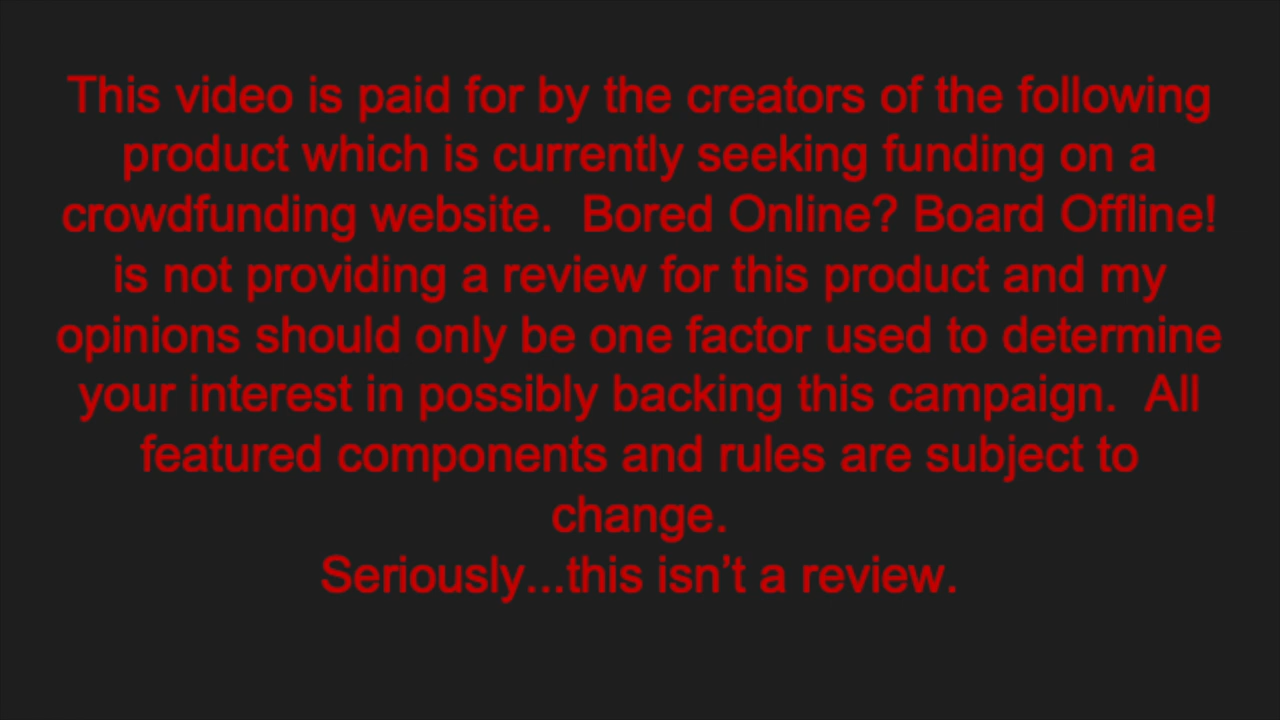 This video is paid for by the creators of the following
product which is currently seeking funding on a
crowdfunding website.  Bored Online? Board Offline!
is not providing a review for this product and my
opinions should only be one factor used to determine
your interest in possibly backing this campaign.  All
featured components and rules are subject to
change.
Seriously...this isn’t a review.